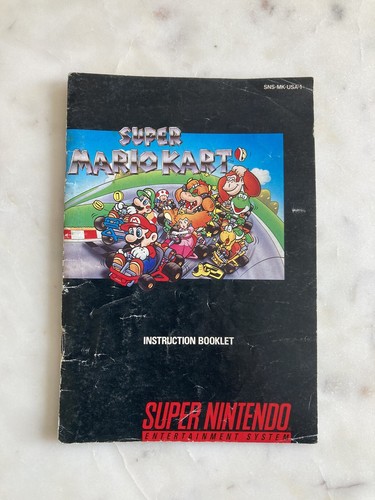 SNS-MK-USA-1
SUPER
MARIO KART
INSTRUCTION BOOKLET
SUPER NINTENDO
ENTERTAINMENT SYSTEM